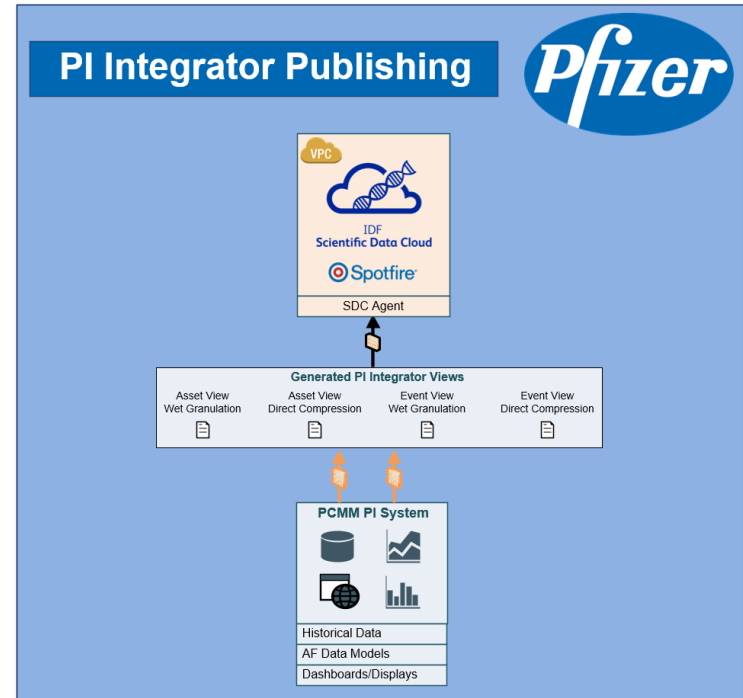 PI Integrator Publishing
Pfizer
VPC
IDF
Scientific Data Cloud
Spotfire
SDC Agent
Generated PI Integrator Views
Asset View
Wet Granulation
Asset View
Direct Compression
Event View
Wet Granulation
Event View
Direct Compression
PCMM PI System
Historical Data
AF Data Models
Dashboards/Displays